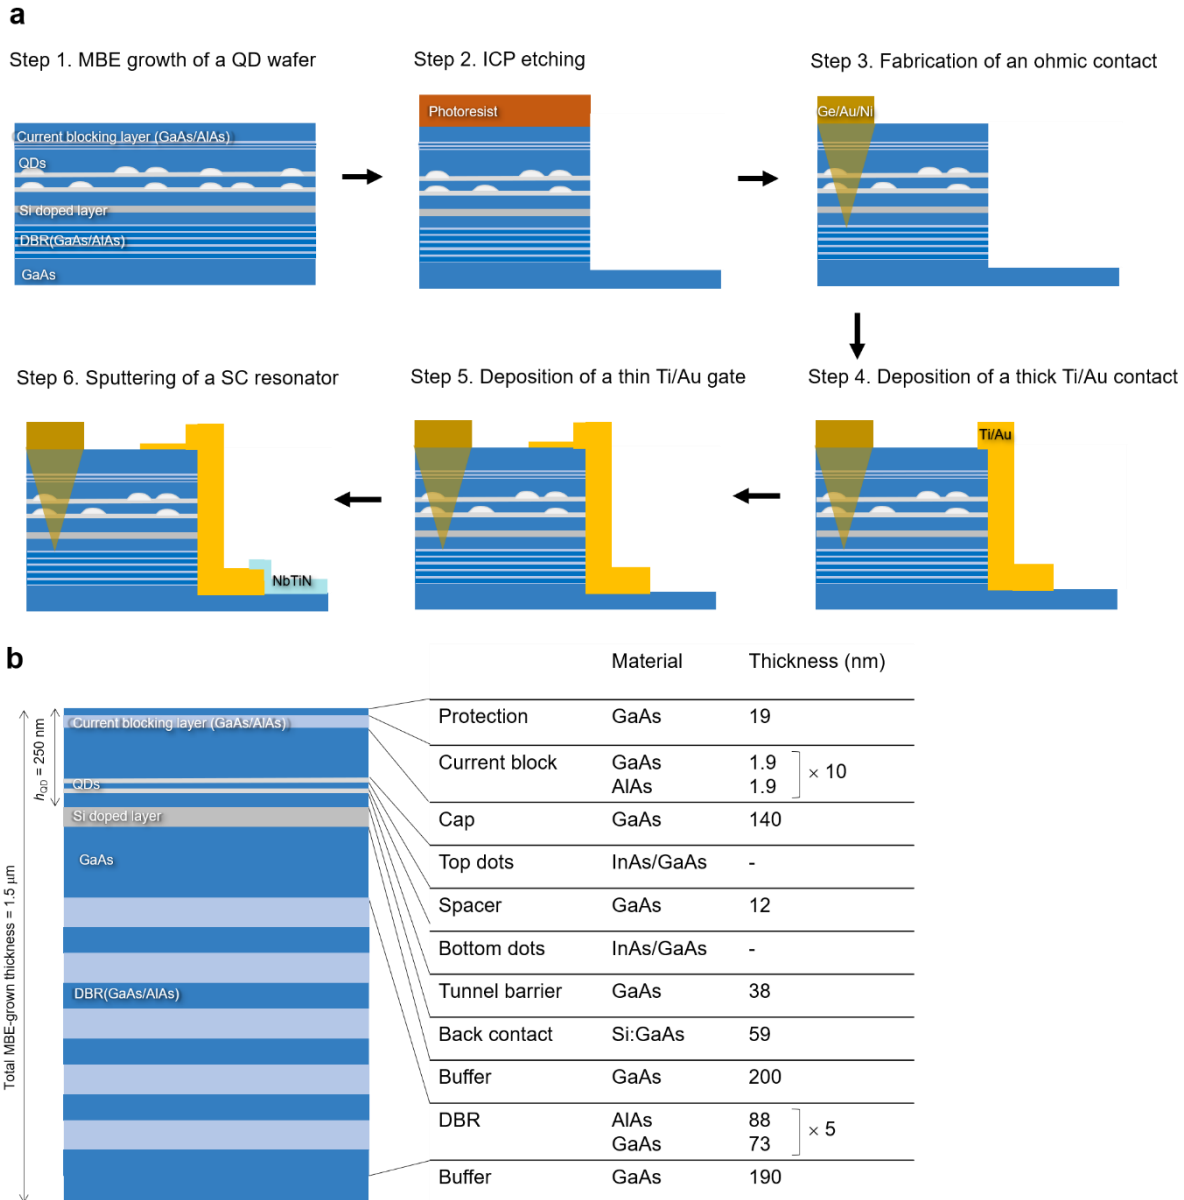 a
Step 1. MBE growth of a QD wafer
Step 2. ICP etching
Step 3. Fabrication of an ohmic contact
Current blocking layer (GaAs/AlAs)
QDs
Si doped layer
DBR(GaAs/AlAs)
GaAs
Photoresist
Ge/Au/Ni
Step 6. Sputtering of a SC resonator
Step 5. Deposition of a thin Ti/Au gate
Step 4. Deposition of a thick Ti/Au contact
NbTiN
Ti/Au
b
Total MBE-grown thickness = 1.5 µm
hQD = 250 nm
Current blocking layer (GaAs/AlAs)
QDs
Si doped layer
GaAs
DBR(GaAs/AlAs)
Material Thickness (nm)
Protection GaAs 19
Current block GaAs 1.9
AlAs 1.9
× 10
Cap GaAs 140
Top dots InAs/GaAs -
Spacer GaAs 12
Bottom dots InAs/GaAs -
Tunnel barrier GaAs 38
Back contact Si:GaAs 59
Buffer GaAs 200
DBR AlAs 88
GaAs 73
× 5
Buffer GaAs 190